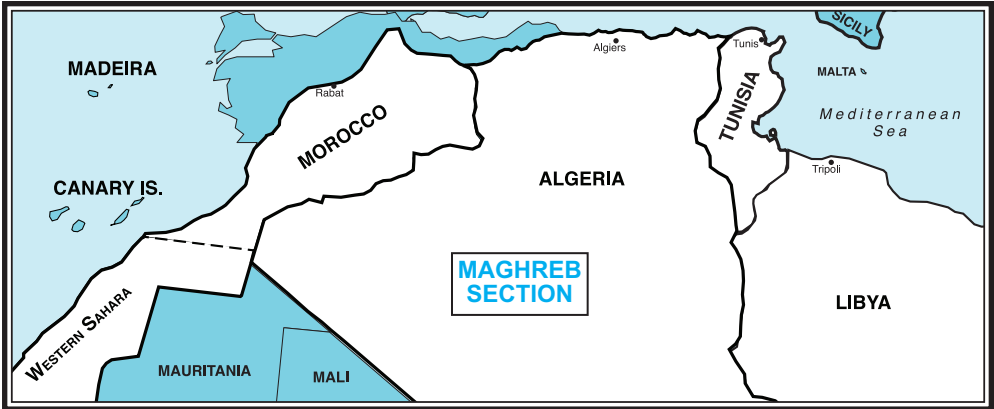 SICILY
MADEIRA
Algiers
Tunis
MALTA
Rabat
TUNISIA
Mediterranean
Sea
MOROCCO
Tripoli
CANARY IS.
ALGERIA
MAGHREB
SECTION
LIBYA
WESTERN SAHARA
MAURITANIA
MALI